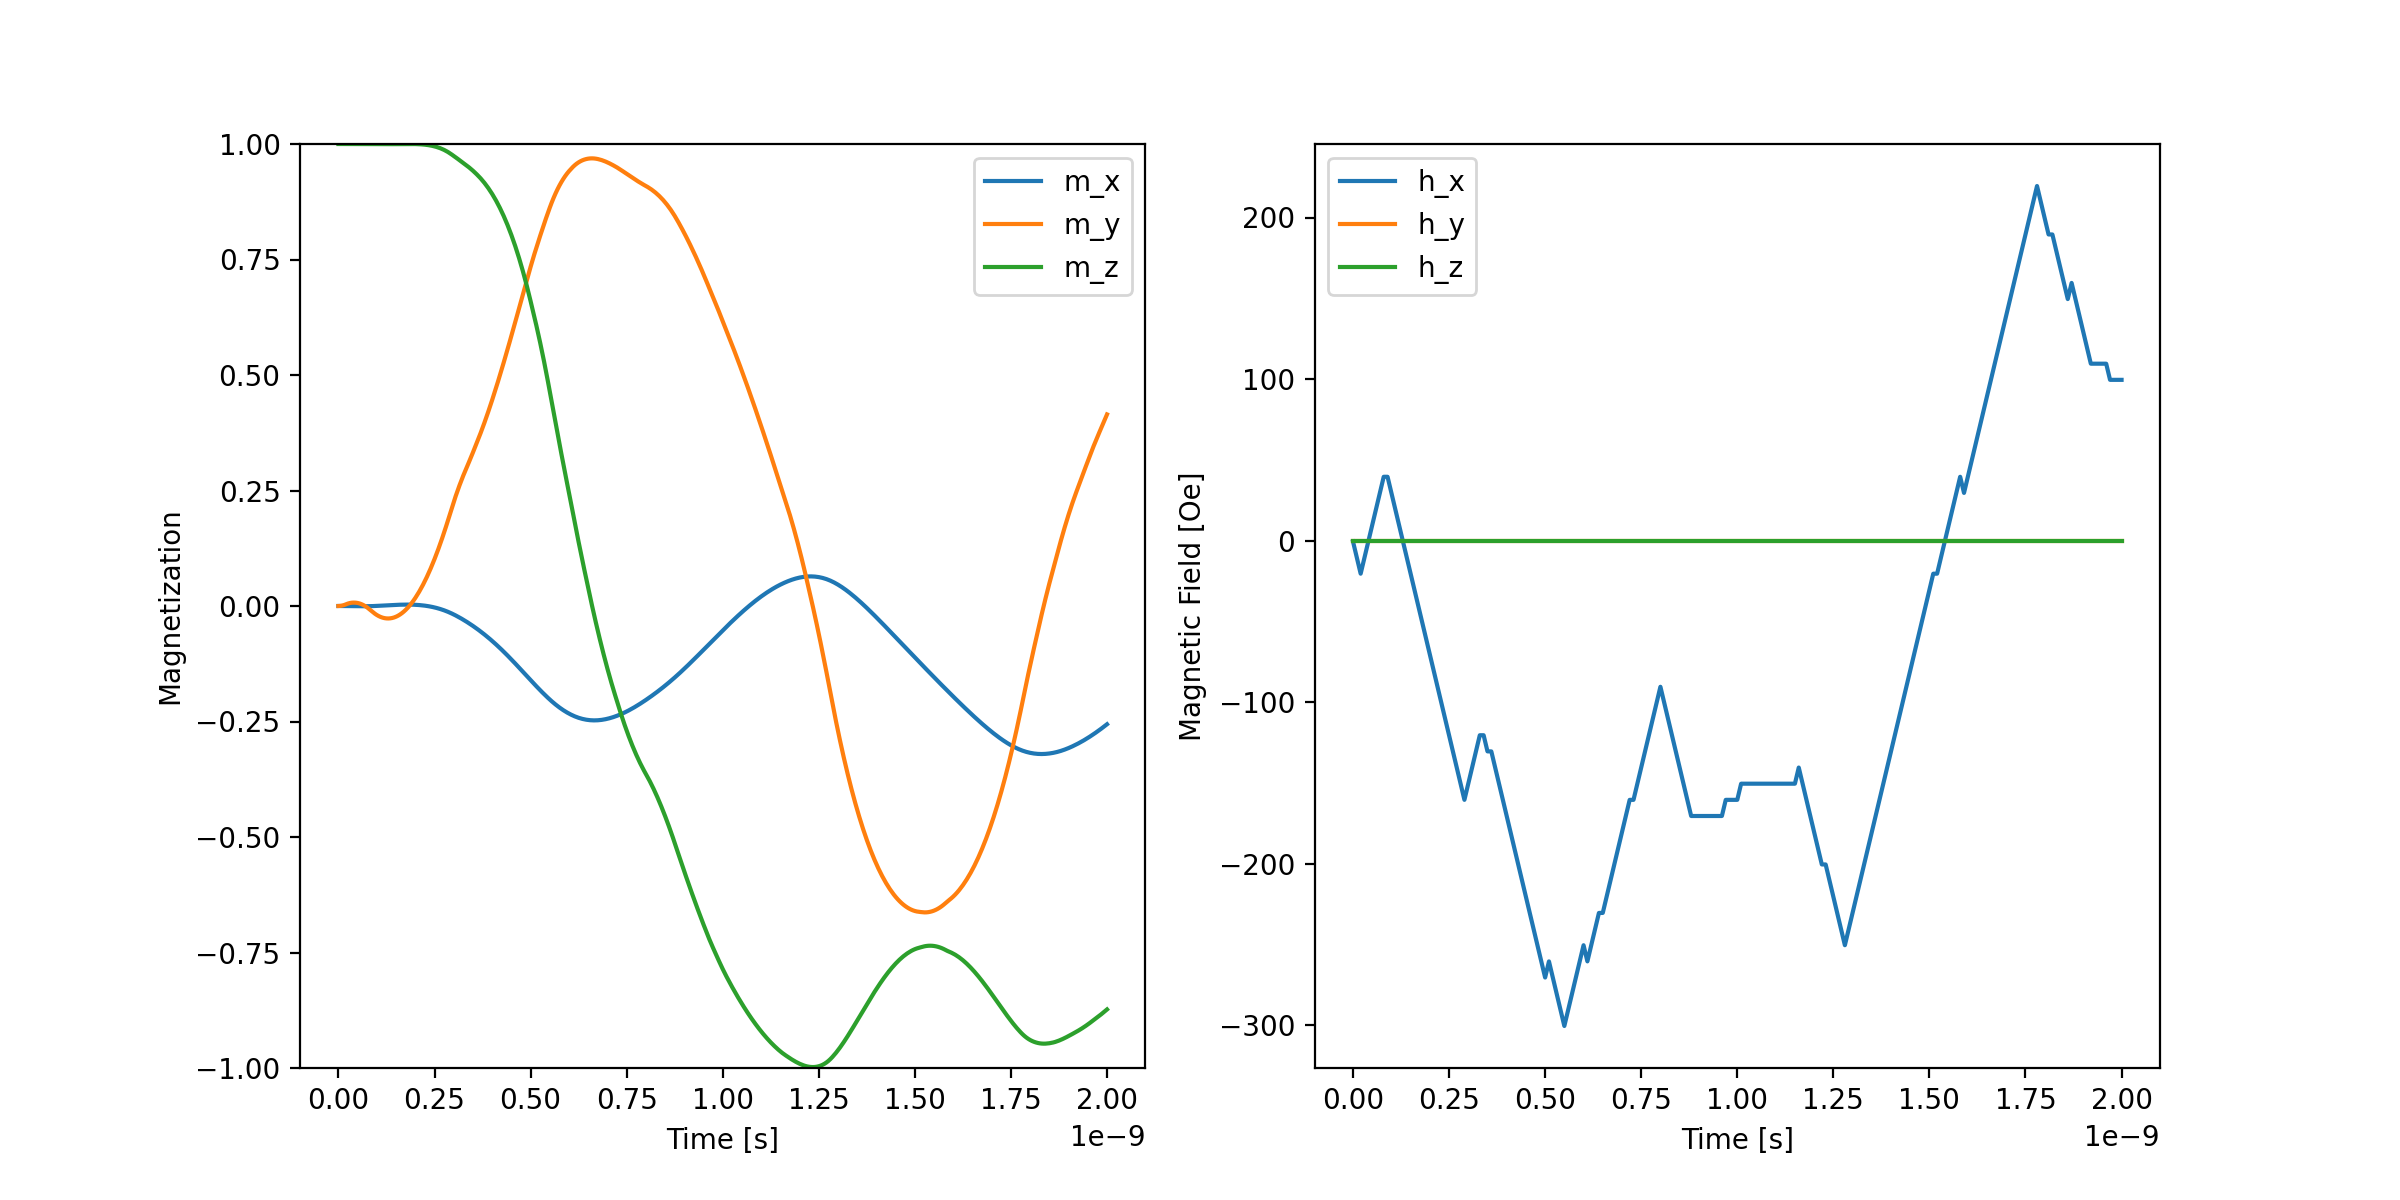 1.00
0.75
0.50
0.25
0.00
−0.25
−0.50
−0.75
−1.00
Magnetization
m_x
m_y
m_z
0.00 0.25 0.50 0.75 1.00 1.25 1.50 1.75 2.00
Time [s]
1e−9
200
100
0
−100
−200
−300
Magnetic Field [Oe]
h_x
h_y
h_z
0.00 0.25 0.50 0.75 1.00 1.25 1.50 1.75 2.00
Time [s]
1e−9